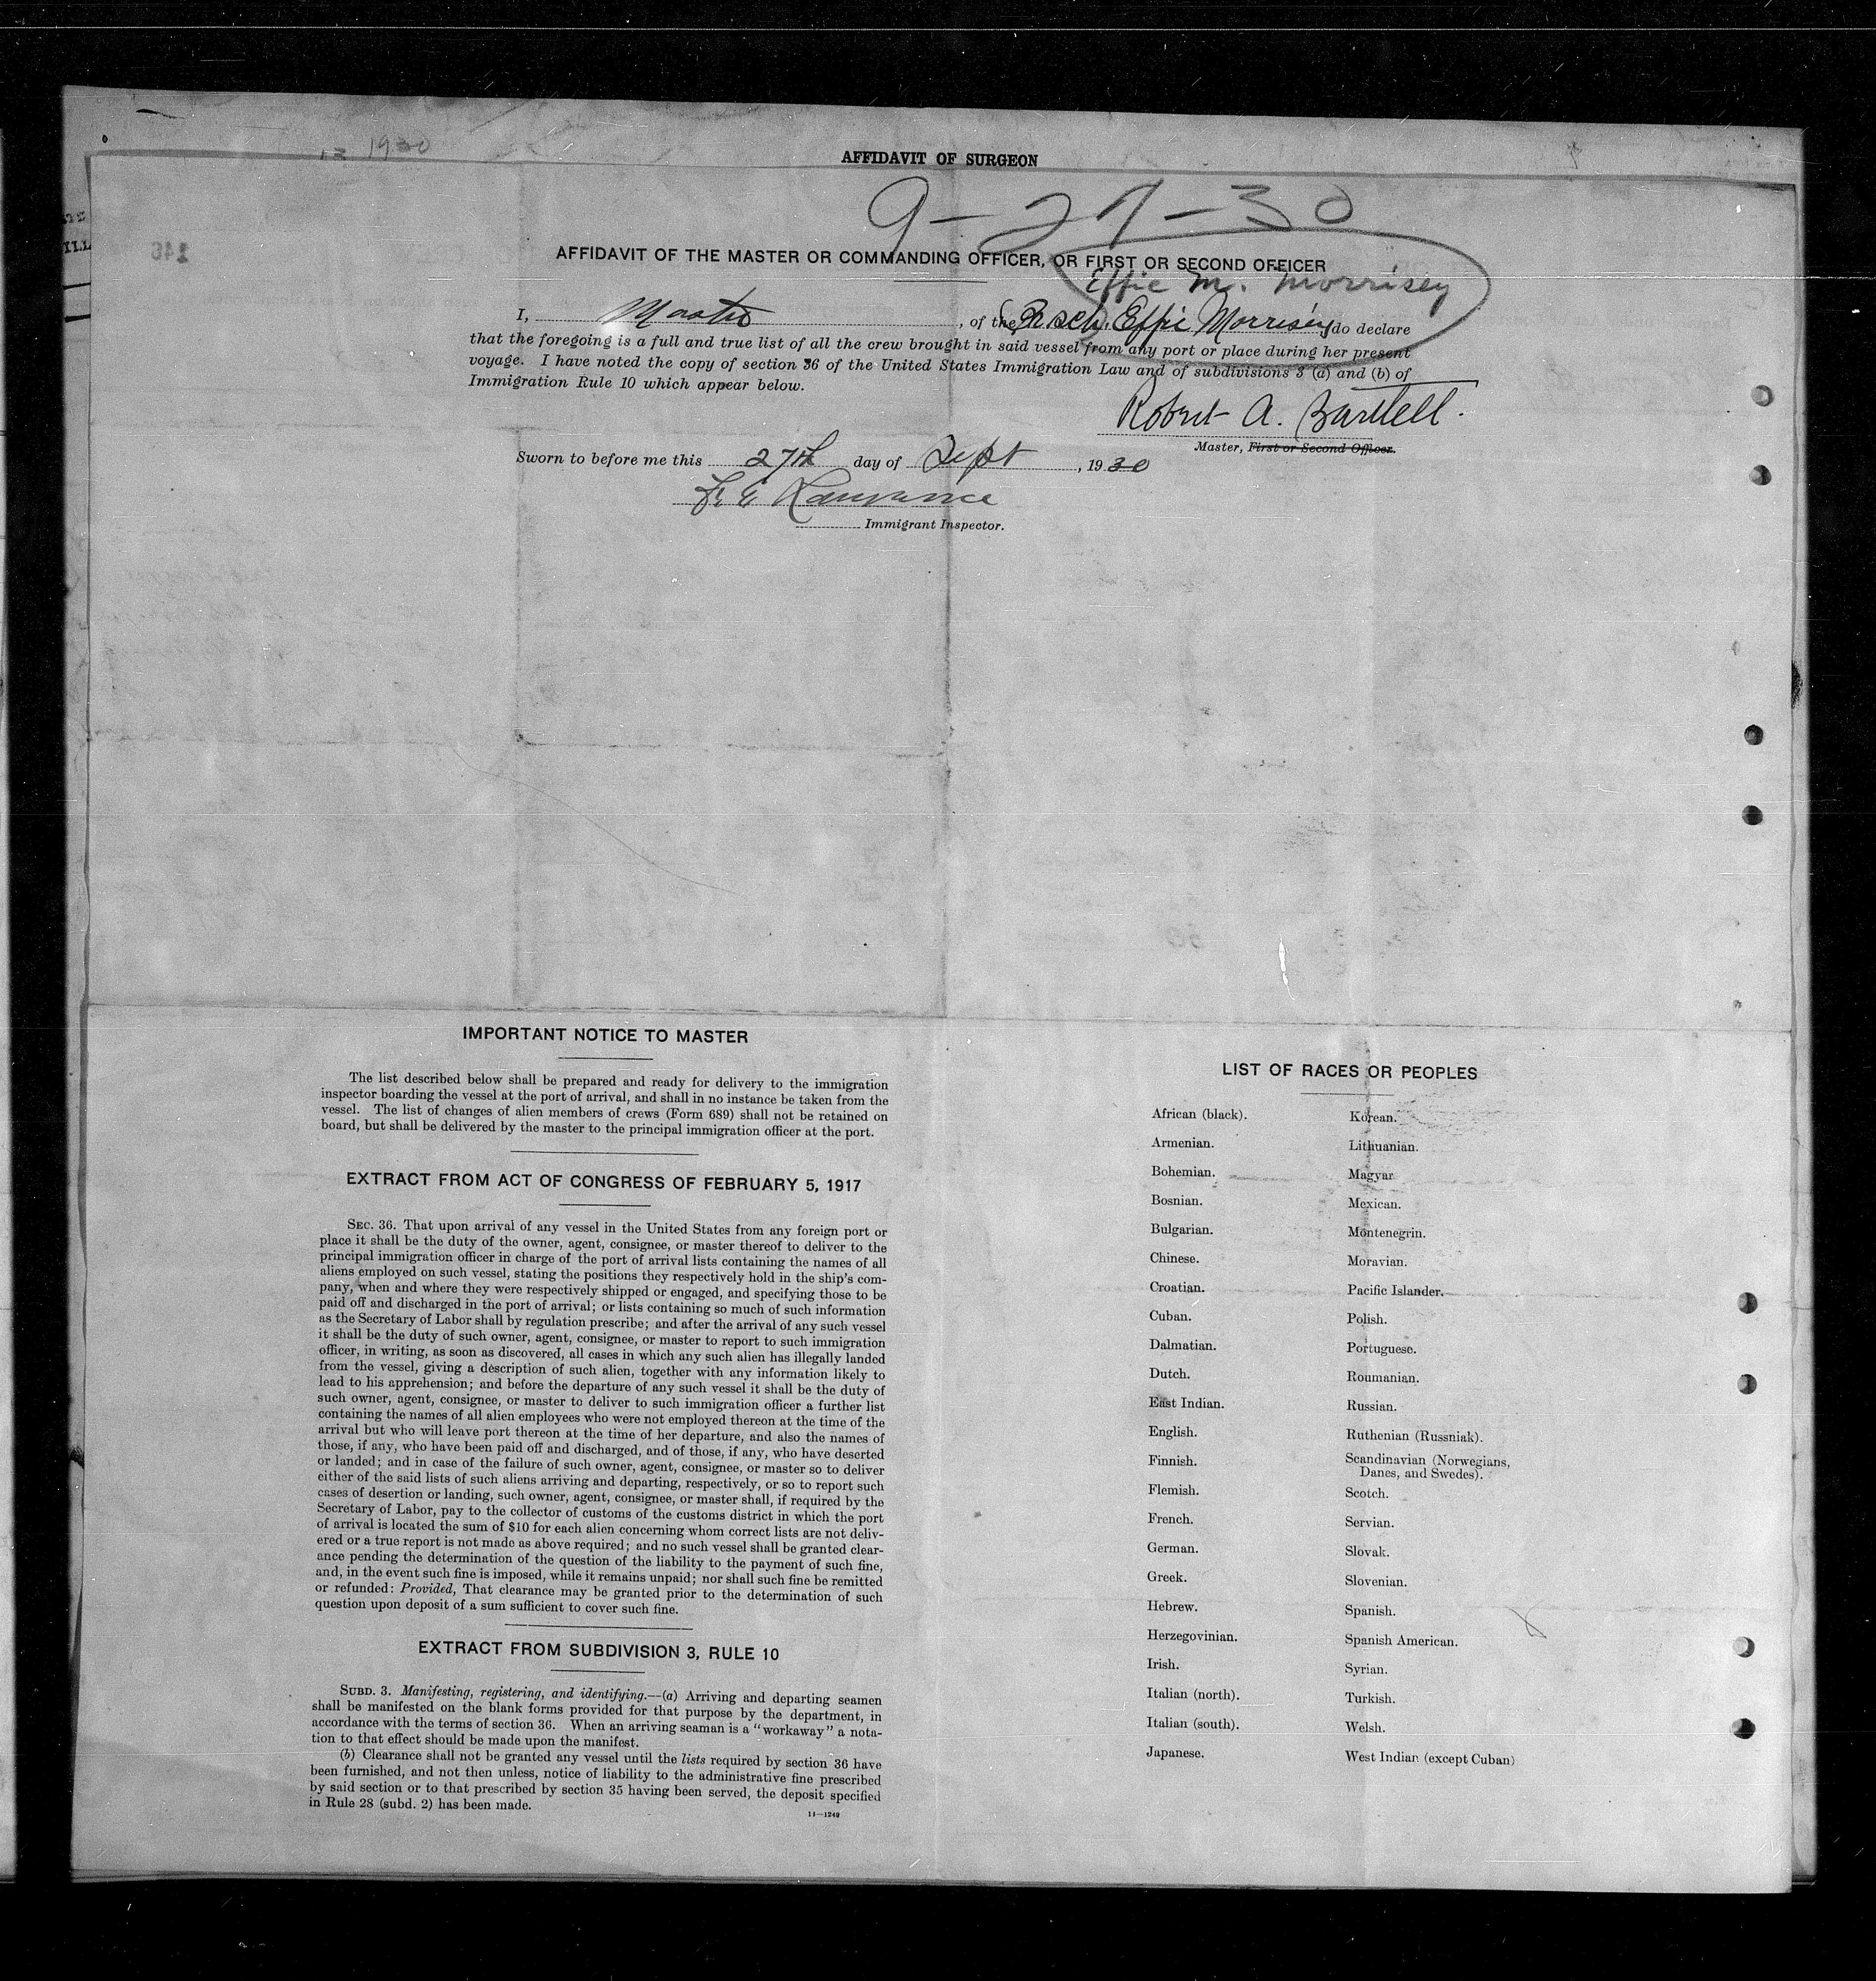 1930
AFFIDAVIT OF SURGEON
9-27-30
146
AFFIDAVIT OF THE MASTER OR COMMANDING OFFICER, OR FIRST OR SECOND OFFICER
Effie M. Morrisey
I, Master, of the Br sch. Effie Morrisey do declare
that the foregoing is a full and true list of all the crew brought in said vessel from any port or place during her present
voyage. I have noted the copy of section 36 of the United States Immigration Law and of subdivisions 3 (a) and (b) of
Immigration Rule 10 which appear below.
Robert A. Bartlett.
Master, First or Second Officer.
Sworn to before me this 27th day of Sept, 1930
Immigrant Inspector.
IMPORTANT NOTICE TO MASTER
The list described below shall be prepared and ready for delivery to the immigration
inspector boarding the vessel at the port of arrival, and shall in no instance be taken from the
vessel. The list of changes of alien members of crews (Form 689) shall not be retained on
board, but shall be delivered by the master to the principal immigration officer at the port.
EXTRACT FROM ACT OF CONGRESS OF FEBRUARY 5, 1917
SEC. 36. That upon arrival of any vessel in the United States from any foreign port or
place it shall be the duty of the owner, agent, consignee, or master thereof to deliver to the
principal immigration officer in charge of the port of arrival lists containing the names of all
aliens employed on such vessel, stating the positions they respectively hold in the ship's com-
pany, when and where they were respectively shipped or engaged, and specifying those to be
paid off and discharged in the port of arrival; or lists containing so much of such information
as the Secretary of Labor shall by regulation prescribe; and after the arrival of any such vessel
it shall be the duty of such owner, agent, consignee, or master to report to such immigration
officer, in writing, as soon as discovered, all cases in which any such alien has illegally landed
from the vessel, giving a description of such alien, together with any information likely to
lead to his apprehension; and before the departure of any such vessel it shall be the duty of
such owner, agent, consignee, or master to deliver to such immigration officer a further list
containing the names of all alien employees who were not employed thereon at the time of the
arrival but who will leave port thereon at the time of her departure, and also the names of
those, if any, who have been paid off and discharged, and of those, if any, who have deserted
or landed; and in case of the failure of such owner, agent, consignee, or master so to deliver
either of the said lists of such aliens arriving and departing, respectively, or so to report such
cases of desertion or landing, such owner, agent, consignee, or master shall, if required by the
Secretary of Labor, pay to the collector of customs of the customs district in which the port
of arrival is located the sum of $10 for each alien concerning whom correct lists are not deliv-
ered or a true report is not made as above required; and no such vessel shall be granted clear-
ance pending the determination of the question of the liability to the payment of such fine,
and, in the event such fine is imposed, while it remains unpaid; nor shall such fine be remitted
or refunded: Provided, That clearance may be granted prior to the determination of such
question upon deposit of a sum sufficient to cover such fine.
EXTRACT FROM SUBDIVISION 3, RULE 10
SUBD. 3. Manifesting, registering, and identifying.—(a) Arriving and departing seamen
shall be manifested on the blank forms provided for that purpose by the department, in
accordance with the terms of section 36. When an arriving seaman is a "workaway" a nota-
tion to that effect should be made upon the manifest.
(b) Clearance shall not be granted any vessel until the lists required by section 36 have
been furnished, and not then unless, notice of liability to the administrative fine prescribed
by said section or to that prescribed by section 35 having been served, the deposit specified
in Rule 28 (subd. 2) has been made.
14—1249
LIST OF RACES OR PEOPLES
African (black).
Armenian.
Bohemian.
Bosnian.
Bulgarian.
Chinese.
Croatian.
Cuban.
Dalmatian.
Dutch.
East Indian.
English.
Finnish.
Flemish.
French.
German.
Greek.
Hebrew.
Herzegovinian.
Irish.
Italian (north).
Italian (south).
Japanese.
Korean.
Lithuanian.
Magyar
Mexican.
Montenegrin.
Moravian.
Pacific Islander.
Polish.
Portuguese.
Roumanian.
Russian.
Ruthenian (Russniak).
Scandinavian (Norwegians,
Danes, and Swedes).
Scotch.
Servian.
Slovak.
Slovenian.
Spanish.
Spanish American.
Syrian.
Turkish.
Welsh.
West Indian (except Cuban)